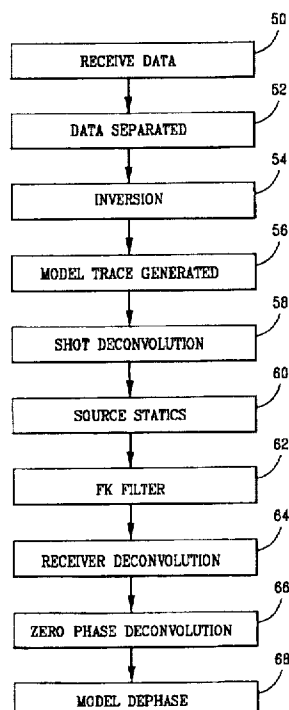 50
RECEIVE DATA
52
DATA SEPARATED
54
INVERSION
56
MODEL TRACE GENERATED
58
SHOT DECONVOLUTION
60
SOURCE STATICS
62
FK FILTER
64
RECEIVER DECONVOLUTION
66
ZERO PHASE DECONVOLUTION
68
MODEL DEPHASE